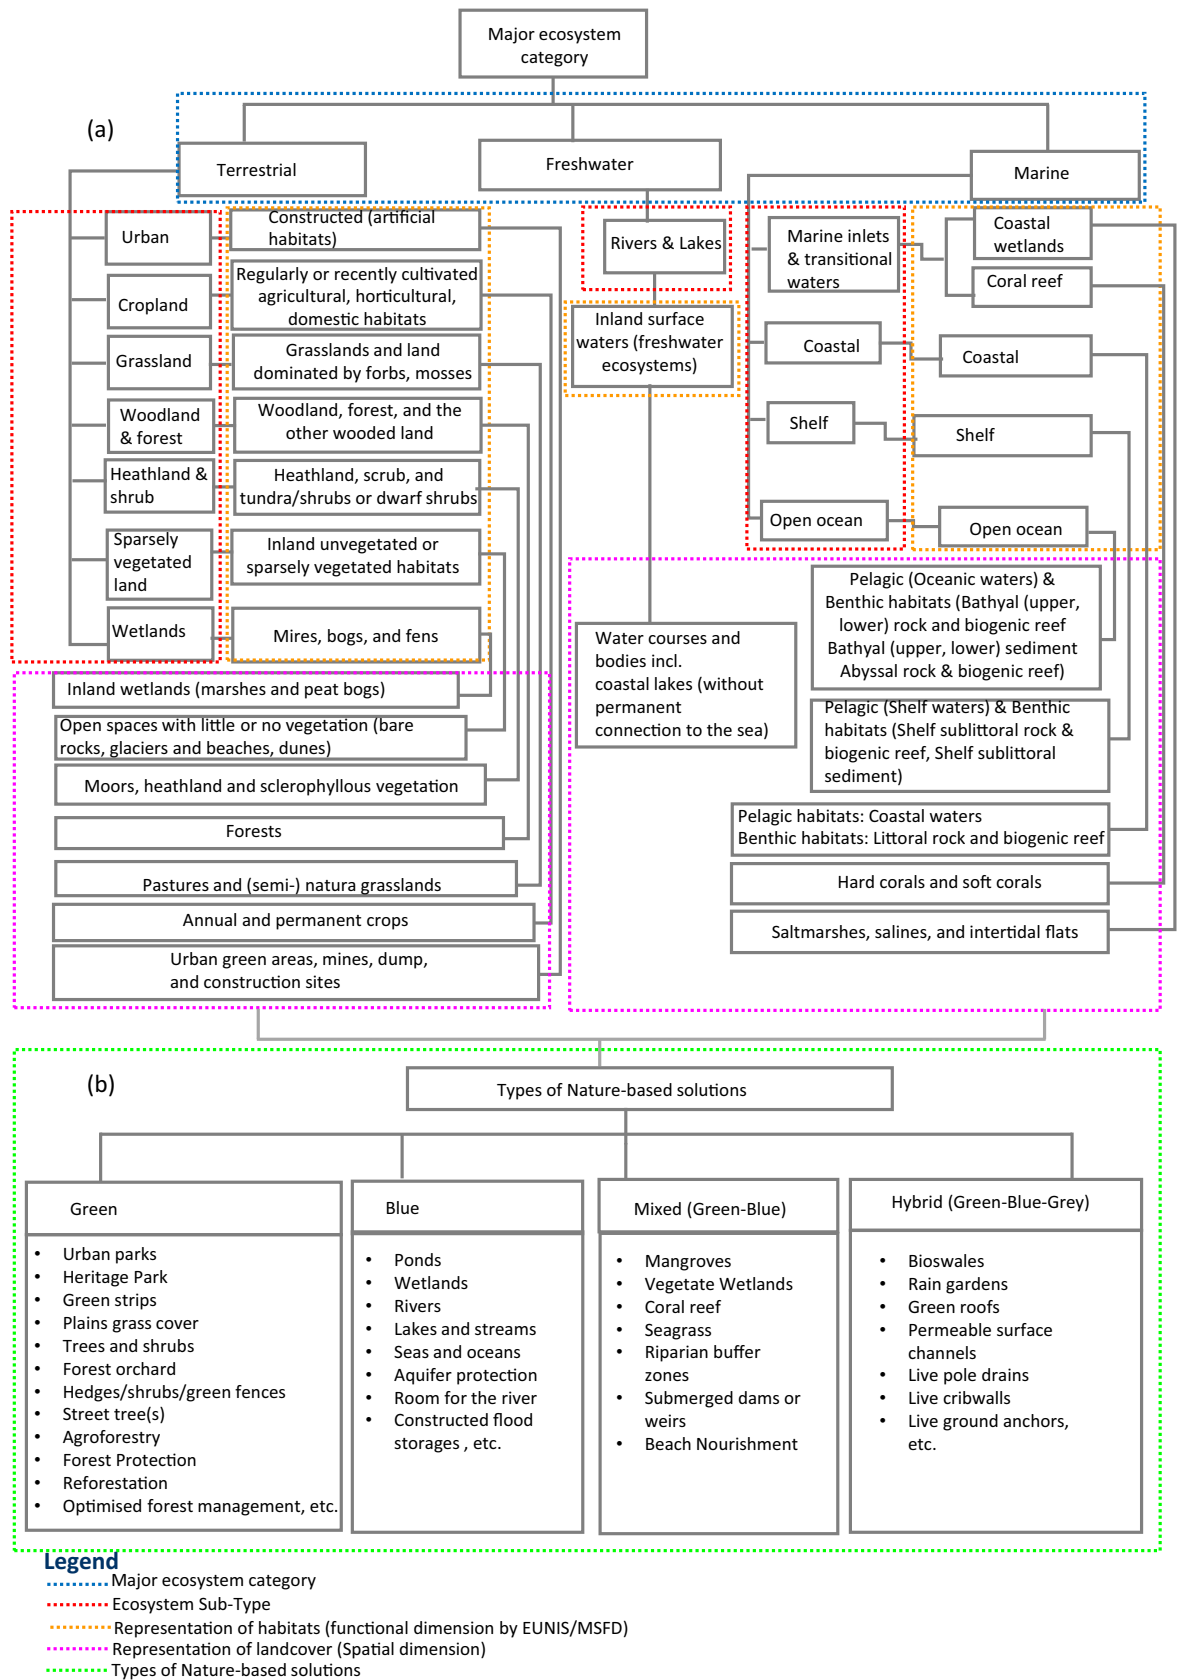 Major ecosystem
category
(a)
Terrestrial
Freshwater
Marine
Urban
Constructed (artificial
habitats)
Cropland
Regularly or recently cultivated
agricultural, horticultural,
domestic habitats
Grassland
Grasslands and land
dominated by forbs, mosses
Woodland
& forest
Woodland, forest, and the
other wooded land
Heathland &
shrub
Heathland, scrub, and
tundra/shrubs or dwarf shrubs
Sparsely
vegetated
land
Inland unvegetated or
sparsely vegetated habitats
Wetlands
Mires, bogs, and fens
Rivers & Lakes
Inland surface
waters (freshwater
ecosystems)
Marine inlets
& transitional
waters
Coastal
wetlands
Coral reef
Coastal
Coastal
Shelf
Shelf
Open ocean
Open ocean
Inland wetlands (marshes and peat bogs)
Open spaces with little or no vegetation (bare
rocks, glaciers and beaches, dunes)
Moors, heathland and sclerophyllous vegetation
Forests
Pastures and (semi-) natura grasslands
Annual and permanent crops
Urban green areas, mines, dump,
and construction sites
Water courses and
bodies incl.
coastal lakes (without
permanent
connection to the sea)
Pelagic (Oceanic waters) &
Benthic habitats (Bathyal (upper,
lower) rock and biogenic reef
Bathyal (upper, lower) sediment
Abyssal rock & biogenic reef)
Pelagic (Shelf waters) & Benthic
habitats (Shelf sublittoral rock &
biogenic reef, Shelf sublittoral
sediment)
Pelagic habitats: Coastal waters
Benthic habitats: Littoral rock and biogenic reef
Hard corals and soft corals
Saltmarshes, salines, and intertidal flats
(b)
Types of Nature-based solutions
Green
• Urban parks
• Heritage Park
• Green strips
• Plains grass cover
• Trees and shrubs
• Forest orchard
• Hedges/shrubs/green fences
• Street tree(s)
• Agroforestry
• Forest Protection
• Reforestation
• Optimised forest management, etc.
Blue
• Ponds
• Wetlands
• Rivers
• Lakes and streams
• Seas and oceans
• Aquifer protection
• Room for the river
• Constructed flood
storages , etc.
Mixed (Green-Blue)
• Mangroves
• Vegetate Wetlands
• Coral reef
• Seagrass
• Riparian buffer
zones
• Submerged dams or
weirs
• Beach Nourishment
Hybrid (Green-Blue-Grey)
• Bioswales
• Rain gardens
• Green roofs
• Permeable surface
channels
• Live pole drains
• Live cribwalls
• Live ground anchors,
etc.
Legend
Major ecosystem category
Ecosystem Sub-Type
Representation of habitats (functional dimension by EUNIS/MSFD)
Representation of landcover (Spatial dimension)
Types of Nature-based solutions